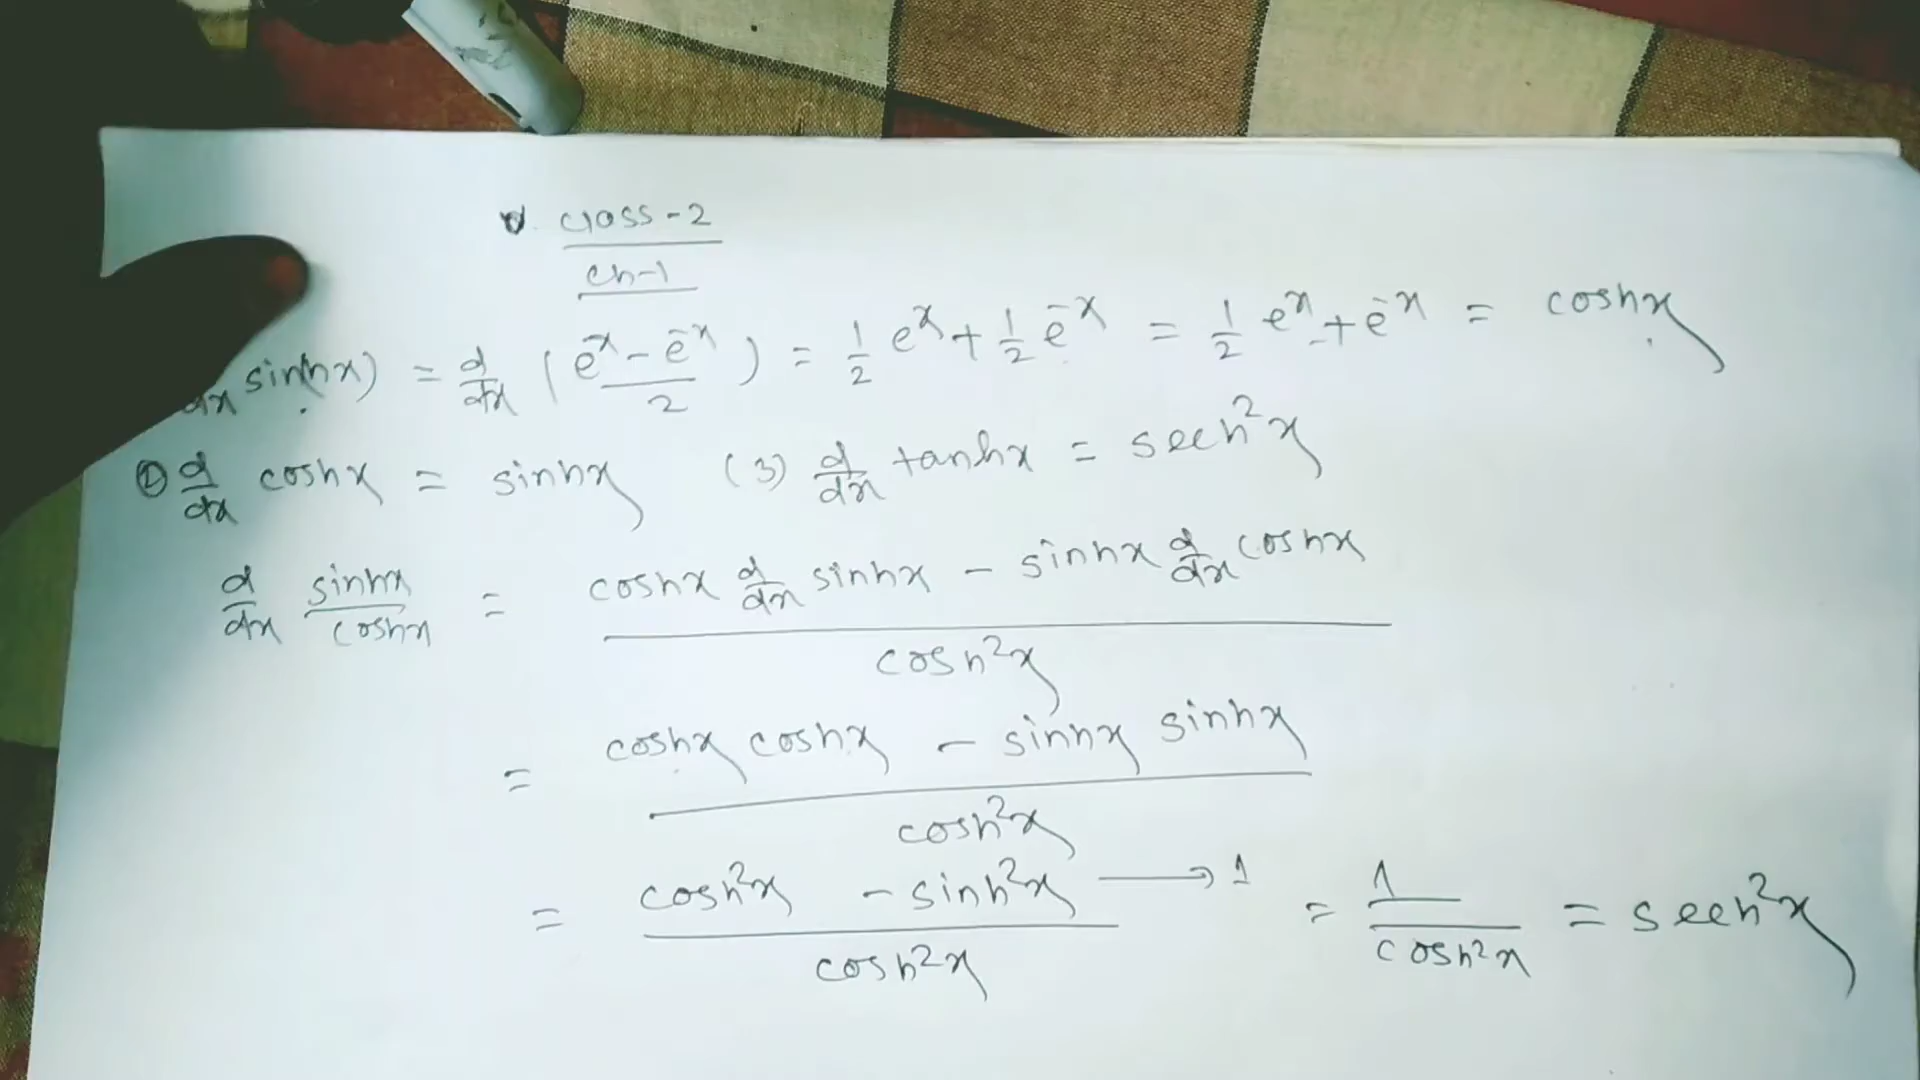 Class-2
ch-1
dx sinhx) = d/dx (e^x - e^-x / 2) = 1/2 e^x + 1/2 e^-x = 1/2 e^x + e^-x = coshx
② d/dx coshx = sinhx (3) d/dx tanhx = sech²x
d/dx sinhx/coshx = coshx d/dx sinhx - sinhx d/dx coshx / cosh²x
= coshx coshx - sinhx sinhx / cosh²x
= cosh²x - sinh²x / cosh²x → 1 = 1/cosh²x = sech²x